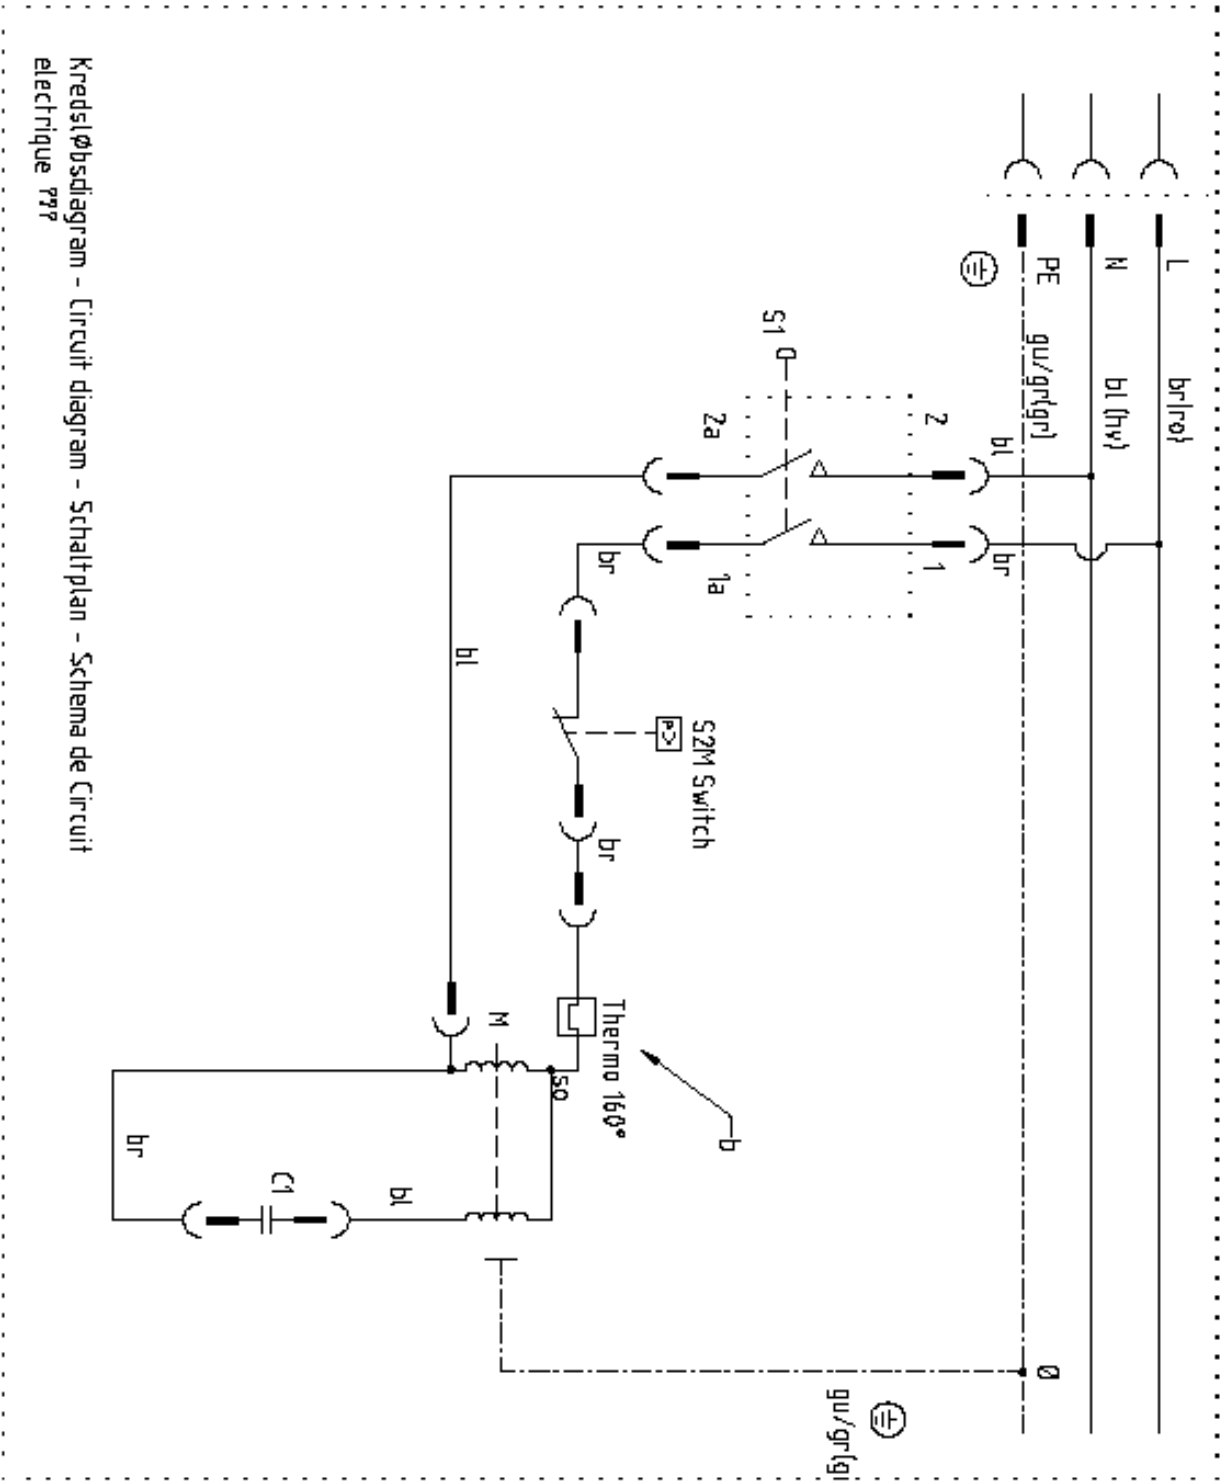 L
N
PE
br(ro)
bl (hv)
gu/gr(gr)
S1
2
2a
bl
1
1a
br
br
bl
S2M Switch
P>
br
Thermo 160°
b
M
so
br
C1
bl
0
gu/gr(g
Kredsløbsdiagram - Circuit diagram - Schaltplan - Schema de Circuit
electrique ???